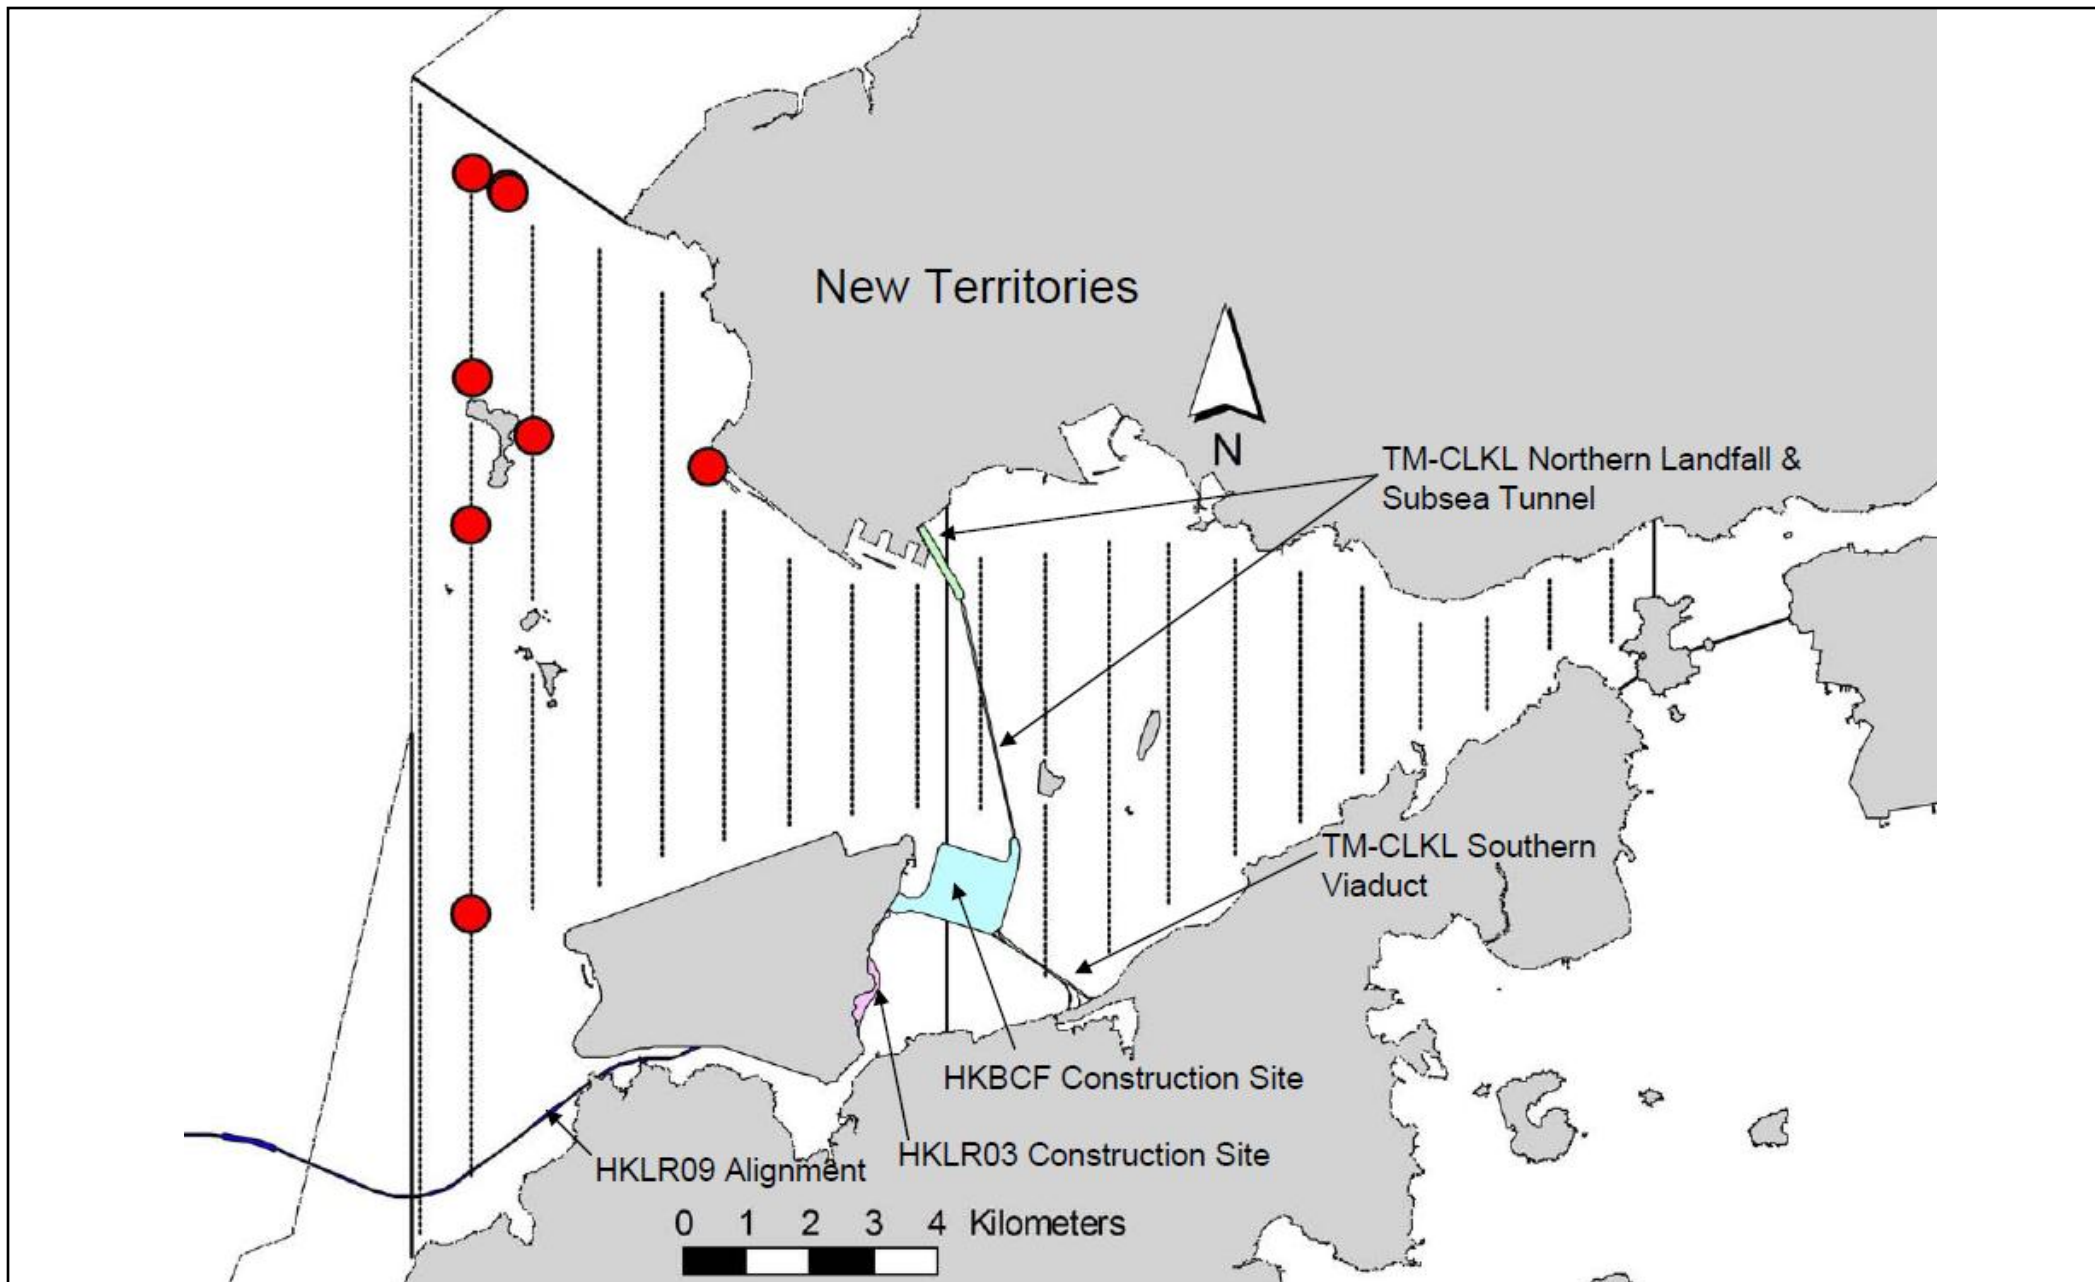 New Territories
N
TM-CLKL Northern Landfall &
Subsea Tunnel
TM-CLKL Southern
Viaduct
HKBCF Construction Site
HKLR03 Construction Site
HKLR09 Alignment
0 1 2 3 4 Kilometers